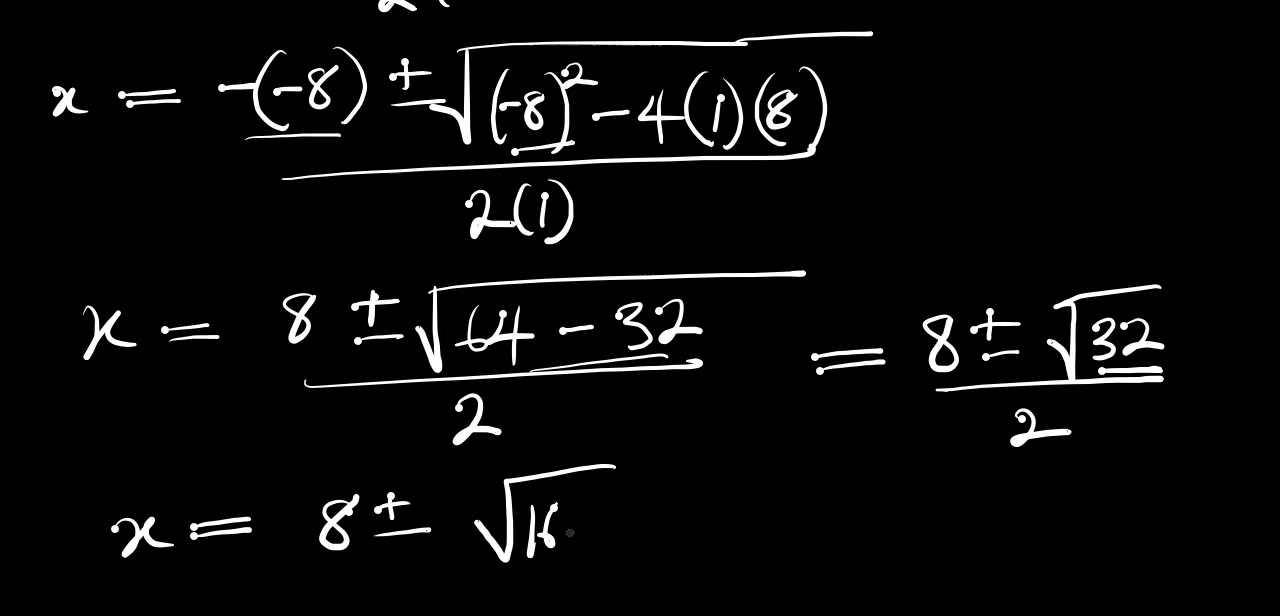 x = -(-8) ± √(-8)² - 4(1)(8)
2(1)
x = 8 ± √64 - 32 = 8 ± √32
2 2
x = 8 ± √16